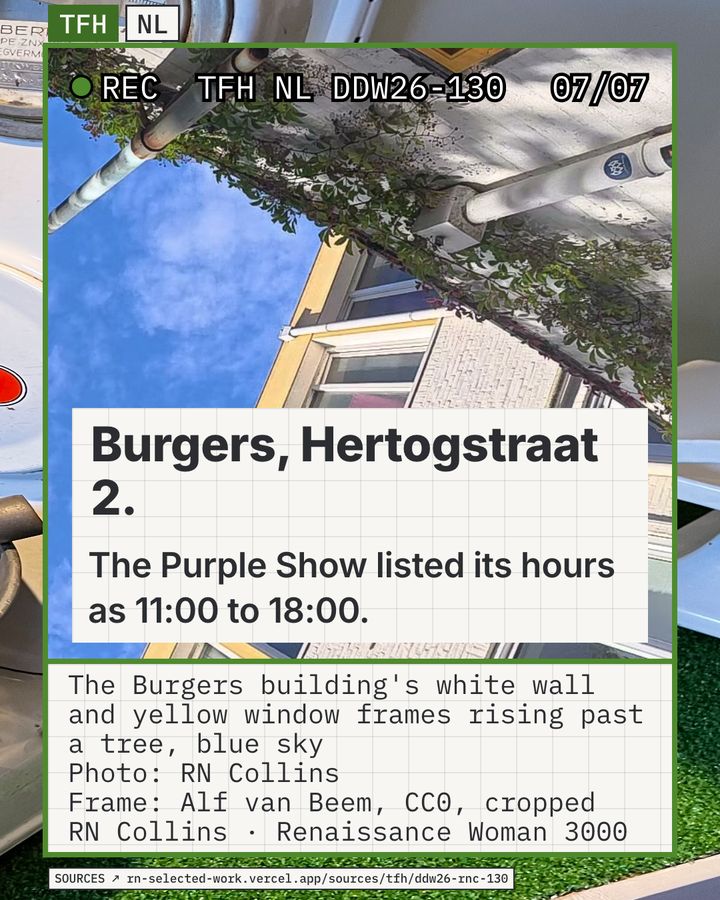 TFH NL
REC TFH NL DDW26-130 07/07
Burgers, Hertogstraat
2.
The Purple Show listed its hours
as 11:00 to 18:00.
The Burgers building's white wall
and yellow window frames rising past
a tree, blue sky
Photo: RN Collins
Frame: Alf van Beem, CC0, cropped
RN Collins · Renaissance Woman 3000
SOURCES ↗ rn-selected-work.vercel.app/sources/tfh/ddw26-rnc-130